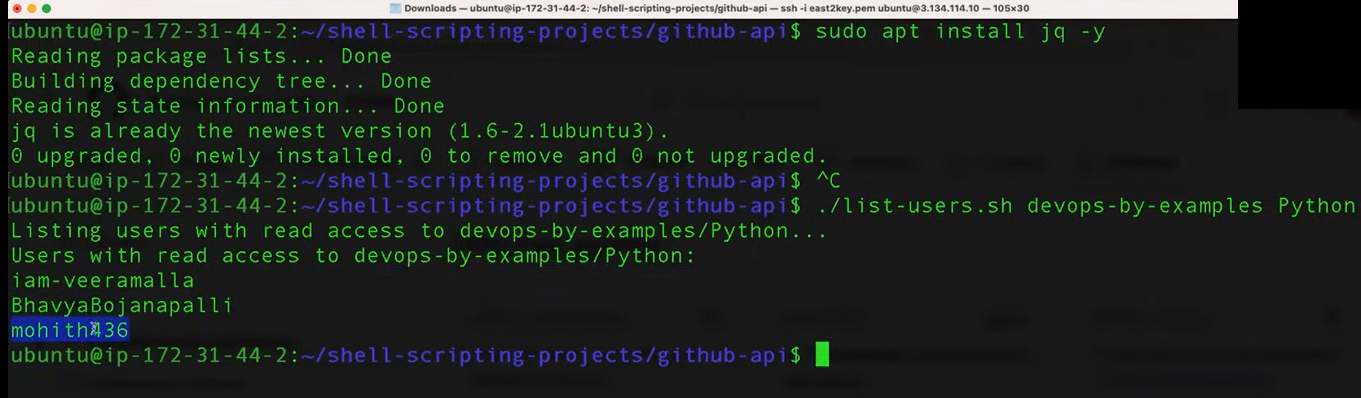 Downloads — ubuntu@ip-172-31-44-2: ~/shell-scripting-projects/github-api — ssh -i east2key.pem ubuntu@3.134.114.10 — 105×30
ubuntu@ip-172-31-44-2:~/shell-scripting-projects/github-api$ sudo apt install jq -y
Reading package lists... Done
Building dependency tree... Done
Reading state information... Done
jq is already the newest version (1.6-2.1ubuntu3).
0 upgraded, 0 newly installed, 0 to remove and 0 not upgraded.
ubuntu@ip-172-31-44-2:~/shell-scripting-projects/github-api$ ^C
ubuntu@ip-172-31-44-2:~/shell-scripting-projects/github-api$ ./list-users.sh devops-by-examples Python
Listing users with read access to devops-by-examples/Python...
Users with read access to devops-by-examples/Python:
iam-veeramalla
BhavyaBojanapalli
mohith436
ubuntu@ip-172-31-44-2:~/shell-scripting-projects/github-api$